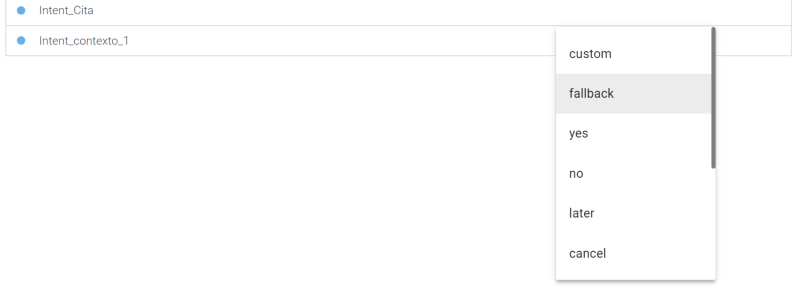 Intent_Cita
Intent_contexto_1
custom
fallback
yes
no
later
cancel